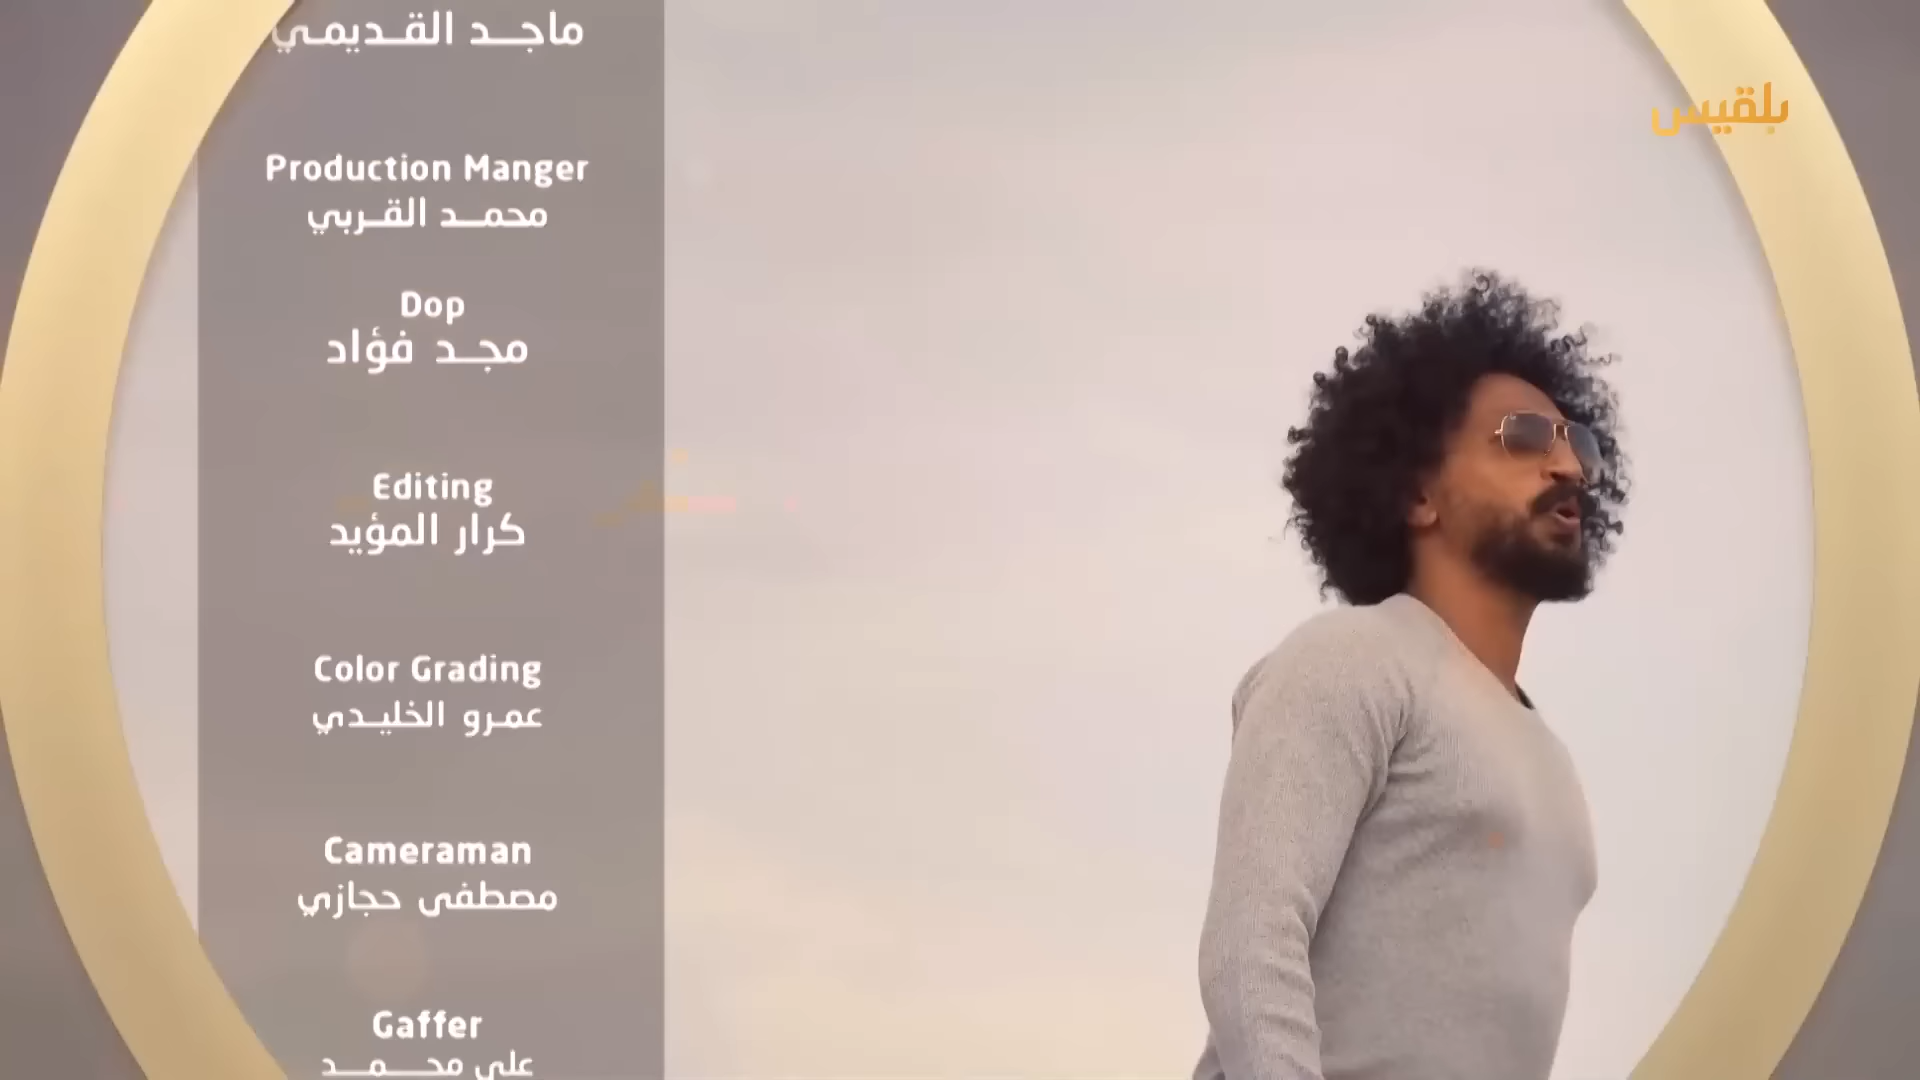 ماجد القديمي
بلقيس
Production Manger
محمد القربي
Dop
مجد فؤاد
Editing
كرار المؤيد
Color Grading
عمرو الخليدي
Cameraman
مصطفى حجازي
Gaffer
علي محمد